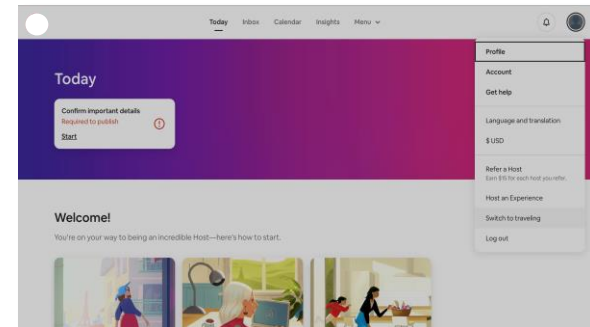 Today Inbox Calendar Insights Menu
Profile
Account
Get help
Language and translation
$ USD
Refer a Host
Earn $15 for each host you refer.
Host an Experience
Switch to traveling
Log out
Today
Confirm important details
Required to publish
Start
Welcome!
You're on your way to being an incredible Host—here's how to start.